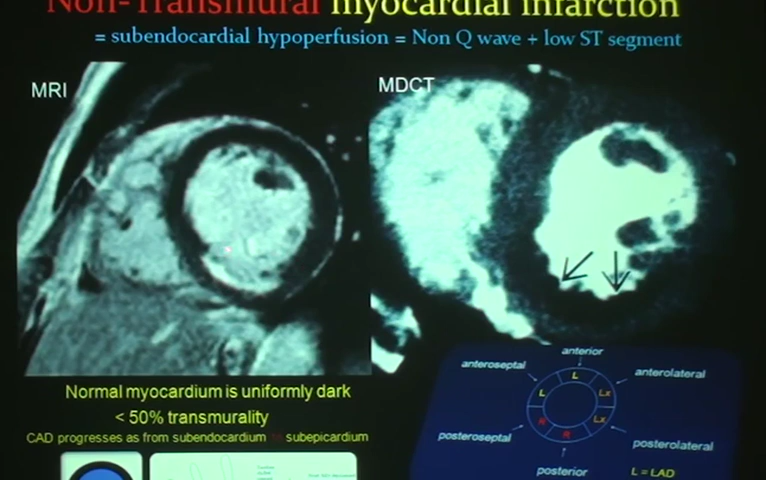 Non-Transmural myocardial infarction
= subendocardial hypoperfusion = Non Q wave + low ST segment
MRI
MDCT
Normal myocardium is uniformly dark
< 50% transmurality
CAD progresses as from subendocardium subepicardium
anterior
anteroseptal
anterolateral
L
L
Lx
Lx
R
R
posteroseptal
posterolateral
posterior
L = LAD